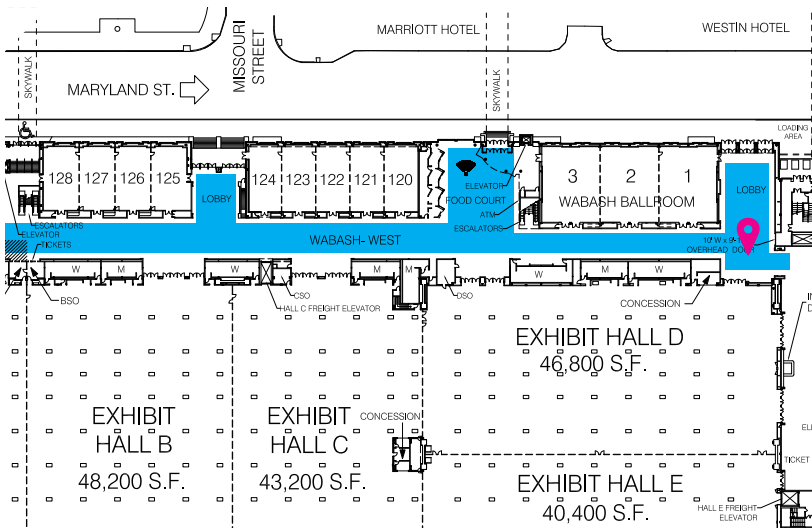 MARRIOTT HOTEL
WESTIN HOTEL
SKYWALK
MISSOURI
STREET
SKYWALK
MARYLAND ST.
LOADING
AREA
128
127
126
125
124
123
122
121
120
3
2
1
LOBBY
ELEVATOR
FOOD COURT
WABASH BALLROOM
LOBBY
ATM
ESCALATORS
ESCALATORS
ELEVATOR
TICKETS
WABASH- WEST
10' W x 9'
OVERHEAD DOOR
W
M
W
M
W
M
M
W
M
W
BSO
CSO
DSO
HALL C FREIGHT ELEVATOR
CONCESSION
EXHIBIT HALL D
46,800 S.F.
EXHIBIT
HALL B
48,200 S.F.
EXHIBIT
HALL C
43,200 S.F.
CONCESSION
TICKET
EXHIBIT HALL E
40,400 S.F.
HALL E FREIGHT
ELEVATOR